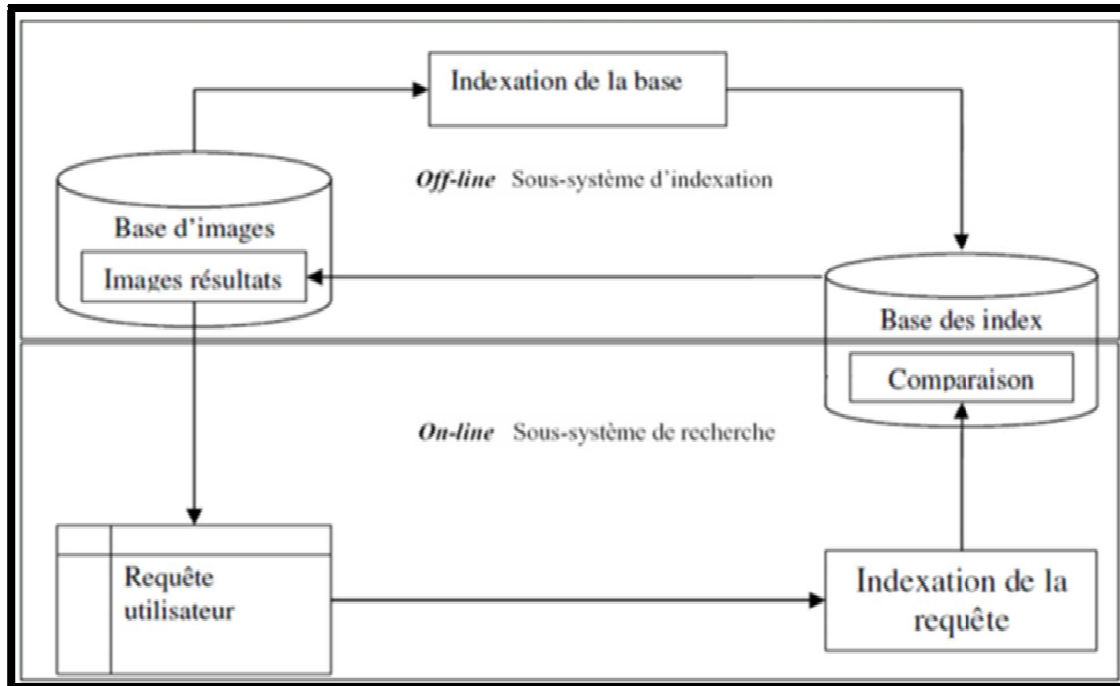 Indexation de la base
Off-line Sous-système d'indexation
Base d'images
Images résultats
Base des index
Comparaison
On-line Sous-système de recherche
Requête
utilisateur
Indexation de la
requête